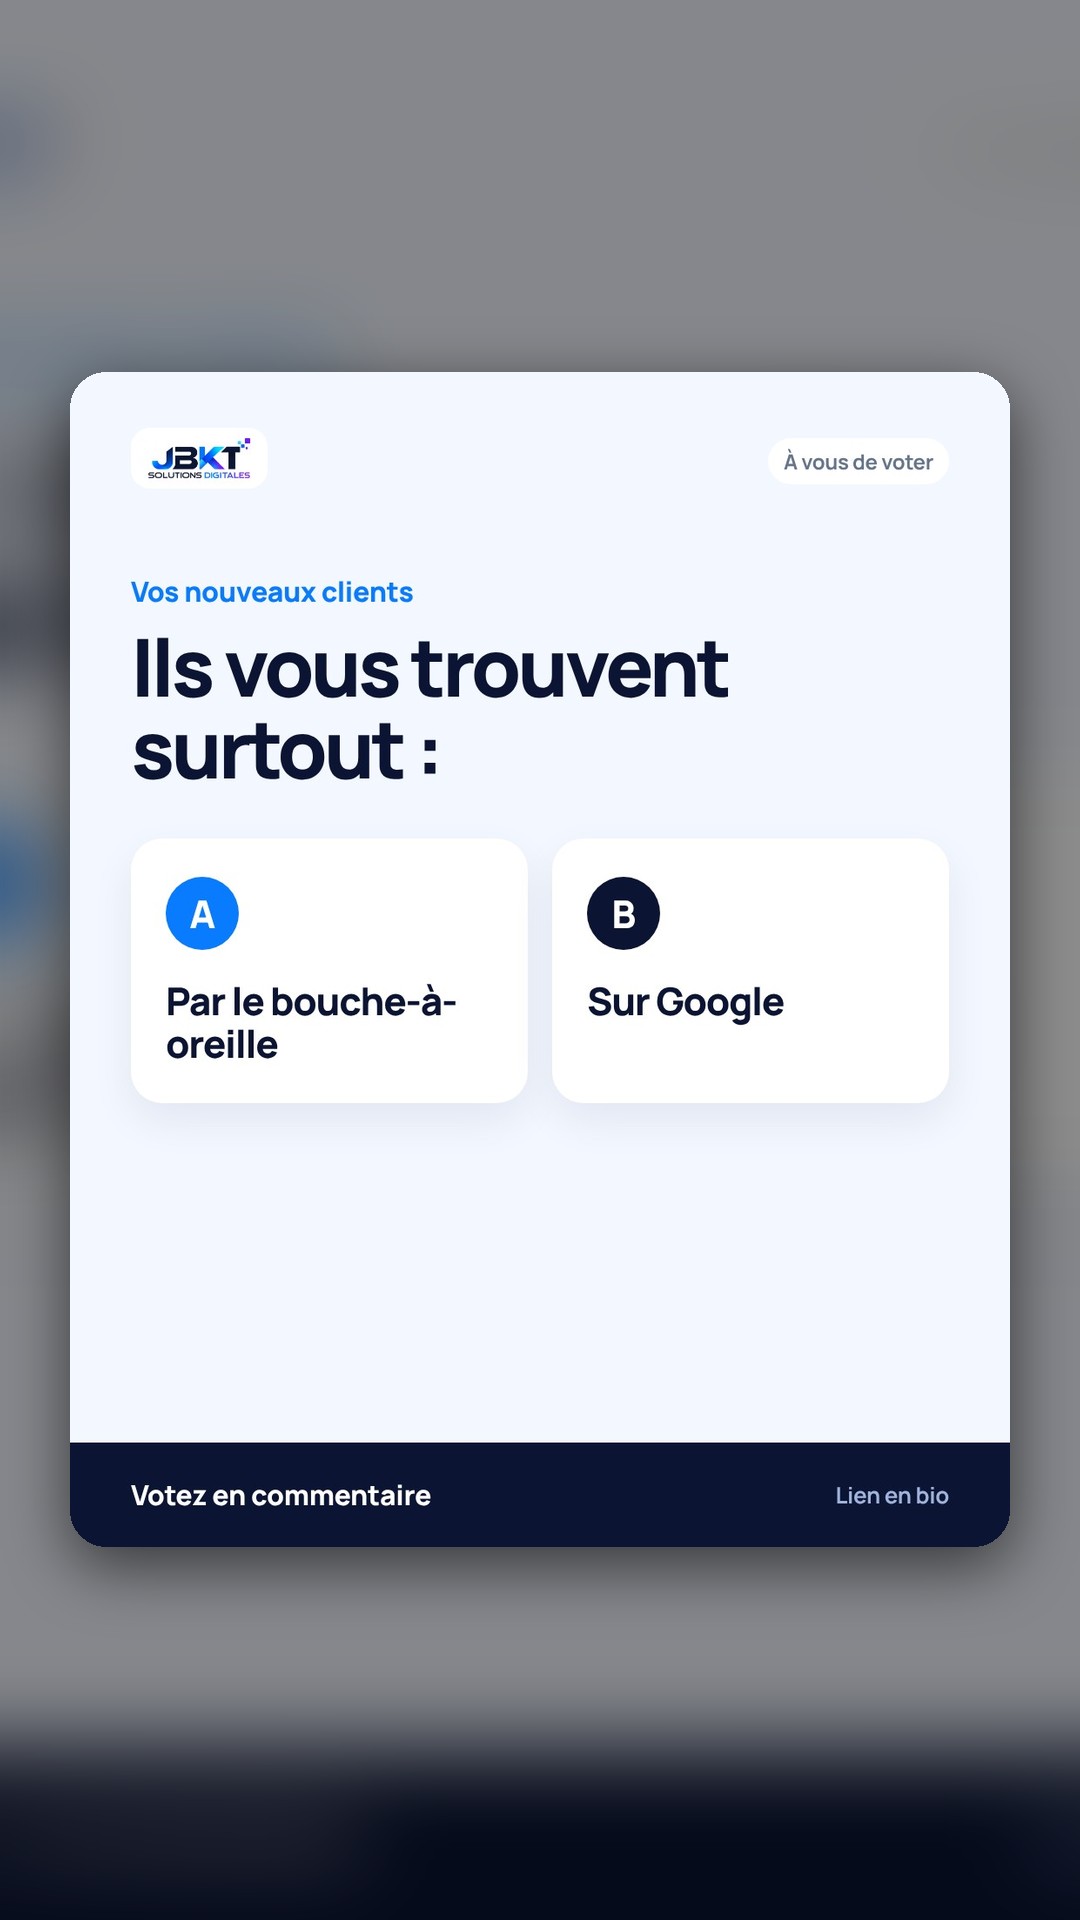 JBKT
SOLUTIONS DIGITALES
À vous de voter
Vos nouveaux clients
Ils vous trouvent
surtout :
A
Par le bouche-à-
oreille
B
Sur Google
Votez en commentaire
Lien en bio